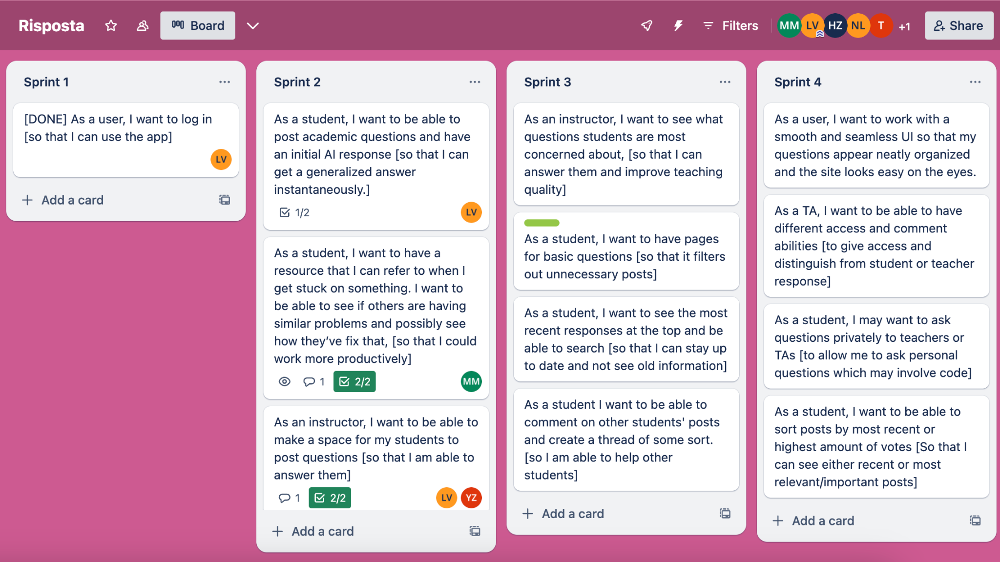 Risposta
Board
Filters
MM LV HZ NL T +1
Share
Sprint 1
[DONE] As a user, I want to log in
[so that I can use the app]
LV
Add a card
Sprint 2
As a student, I want to be able to
post academic questions and have
an initial AI response [so that I can
get a generalized answer
instantaneously.]
1/2
LV
As a student, I want to have a
resource that I can refer to when I
get stuck on something. I want to
be able to see if others are having
similar problems and possibly see
how they’ve fix that, [so that I could
work more productively]
1 2/2
MM
As an instructor, I want to be able to
make a space for my students to
post questions [so that I am able to
answer them]
1 2/2
LV YZ
Add a card
Sprint 3
As an instructor, I want to see what
questions students are most
concerned about, [so that I can
answer them and improve teaching
quality]
As a student, I want to have pages
for basic questions [so that it filters
out unnecessary posts]
As a student, I want to see the most
recent responses at the top and be
able to search [so that I can stay up
to date and not see old information]
As a student I want to be able to
comment on other students' posts
and create a thread of some sort.
[so I am able to help other
students]
Add a card
Sprint 4
As a user, I want to work with a
smooth and seamless UI so that my
questions appear neatly organized
and the site looks easy on the eyes.
As a TA, I want to be able to have
different access and comment
abilities [to give access and
distinguish from student or teacher
response]
As a student, I may want to ask
questions privately to teachers or
TAs [to allow me to ask personal
questions which may involve code]
As a student, I want to be able to
sort posts by most recent or
highest amount of votes [So that I
can see either recent or most
relevant/important posts]
Add a card